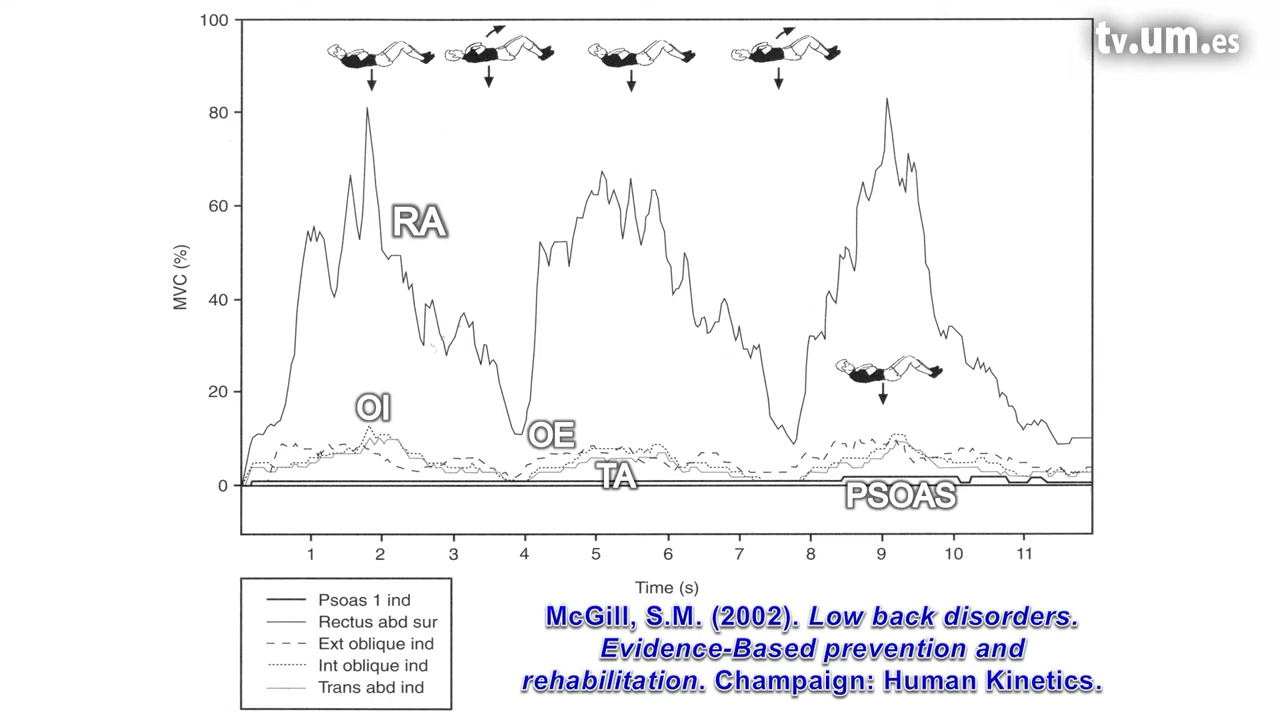 100
tv.um.es
80
RA
60
MVC (%)
40
20
OI
OE
TA
0
PSOAS
1 2 3 4 5 6 7 8 9 10 11
Time (s)
Psoas 1 ind
Rectus abd sur
Ext oblique ind
Int oblique ind
Trans abd ind
McGill, S.M. (2002). Low back disorders.
Evidence-Based prevention and
rehabilitation. Champaign: Human Kinetics.